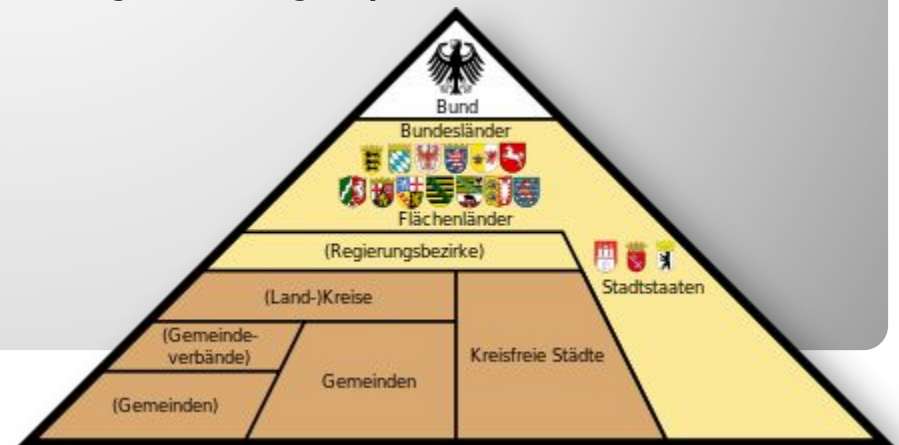 Bund
Bundesländer
Flächenländer
(Regierungsbezirke)
Stadtstaaten
(Land-)Kreise
(Gemeinde-
verbände)
Kreisfreie Städte
Gemeinden
(Gemeinden)